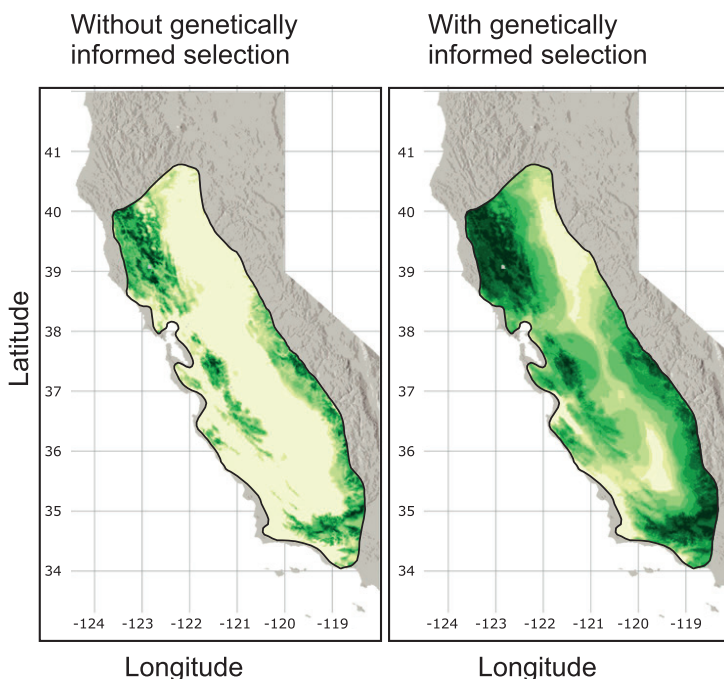 Without genetically
informed selection
With genetically
informed selection
Latitude
41
40
39
38
37
36
35
34
-124 -123 -122 -121 -120 -119
Longitude
41
40
39
38
37
36
35
34
-124 -123 -122 -121 -120 -119
Longitude